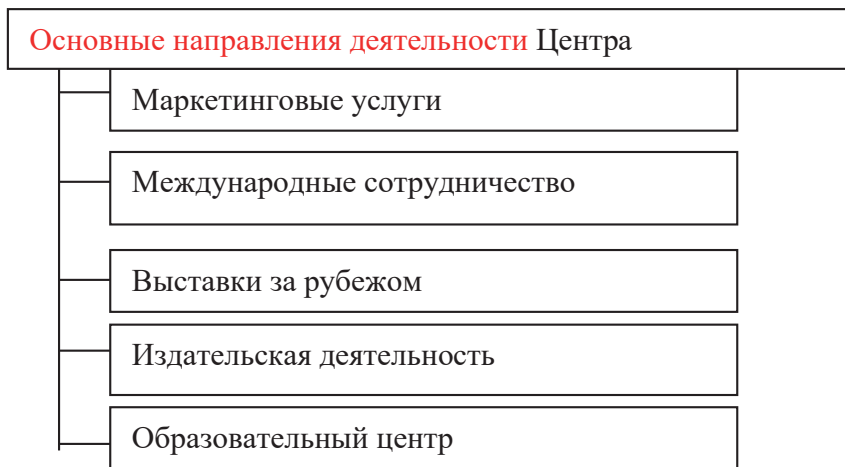 Основные направления деятельности Центра
Маркетинговые услуги
Международные сотрудничество
Выставки за рубежом
Издательская деятельность
Образовательный центр